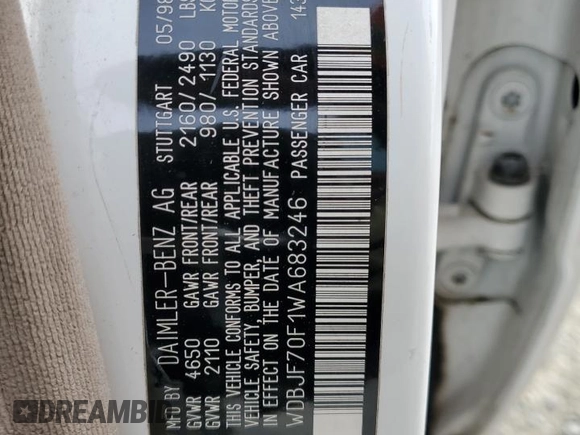 MFD BY DAIMLER-BENZ AG STUTTGART 05/98
GVWR 4650 GAWR FRONT/REAR 2160/2490 LBS
GVWR 2110 GAWR FRONT/REAR 980/1130
THIS VEHICLE CONFORMS TO ALL APPLICABLE U.S. FEDERAL MOTOR
VEHICLE SAFETY, BUMPER, AND THEFT PREVENTION STANDARDS
IN EFFECT ON THE DATE OF MANUFACTURE SHOWN ABOVE
WDBJF70F1WA683246 PASSENGER CAR 143
DREAMBID